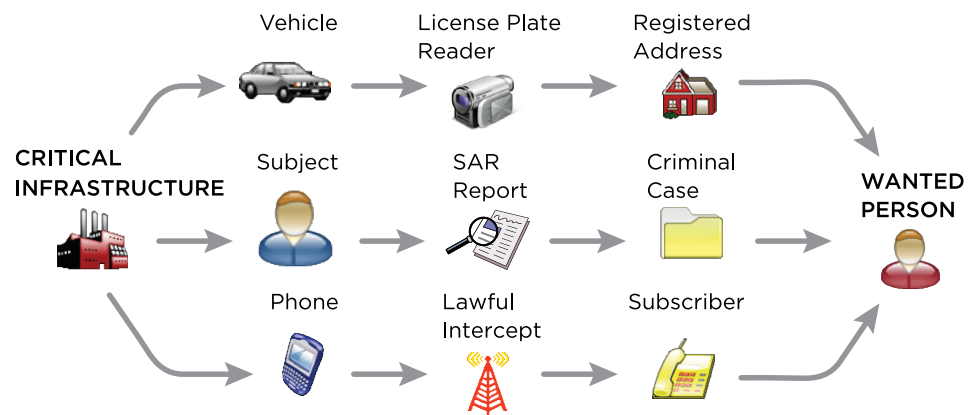 Vehicle
License Plate
Reader
Registered
Address
CRITICAL
INFRASTRUCTURE
Subject
SAR
Report
Criminal
Case
WANTED
PERSON
Phone
Lawful
Intercept
Subscriber